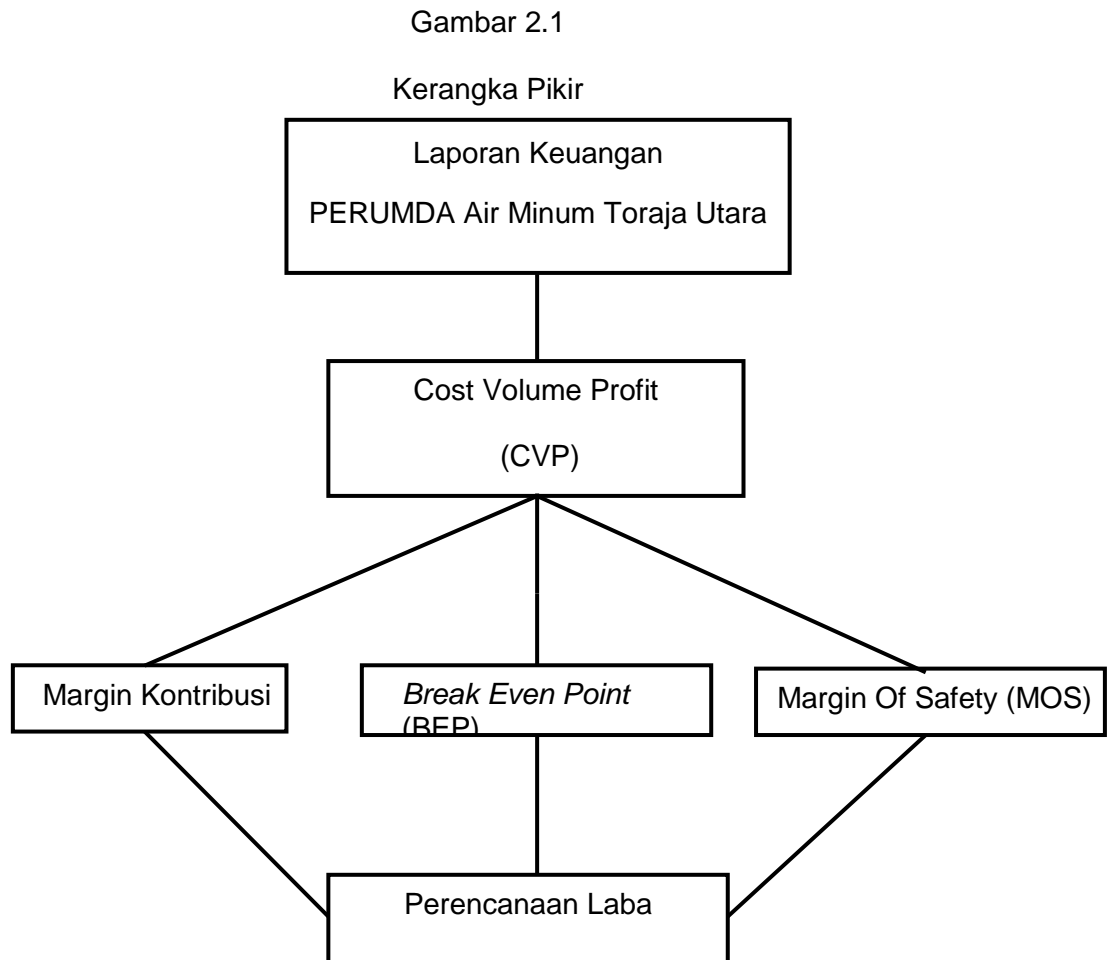 Gambar 2.1
Kerangka Pikir
Laporan Keuangan
PERUMDA Air Minum Toraja Utara
Cost Volume Profit
(CVP)
Margin Kontribusi
Break Even Point
(BEP)
Margin Of Safety (MOS)
Perencanaan Laba